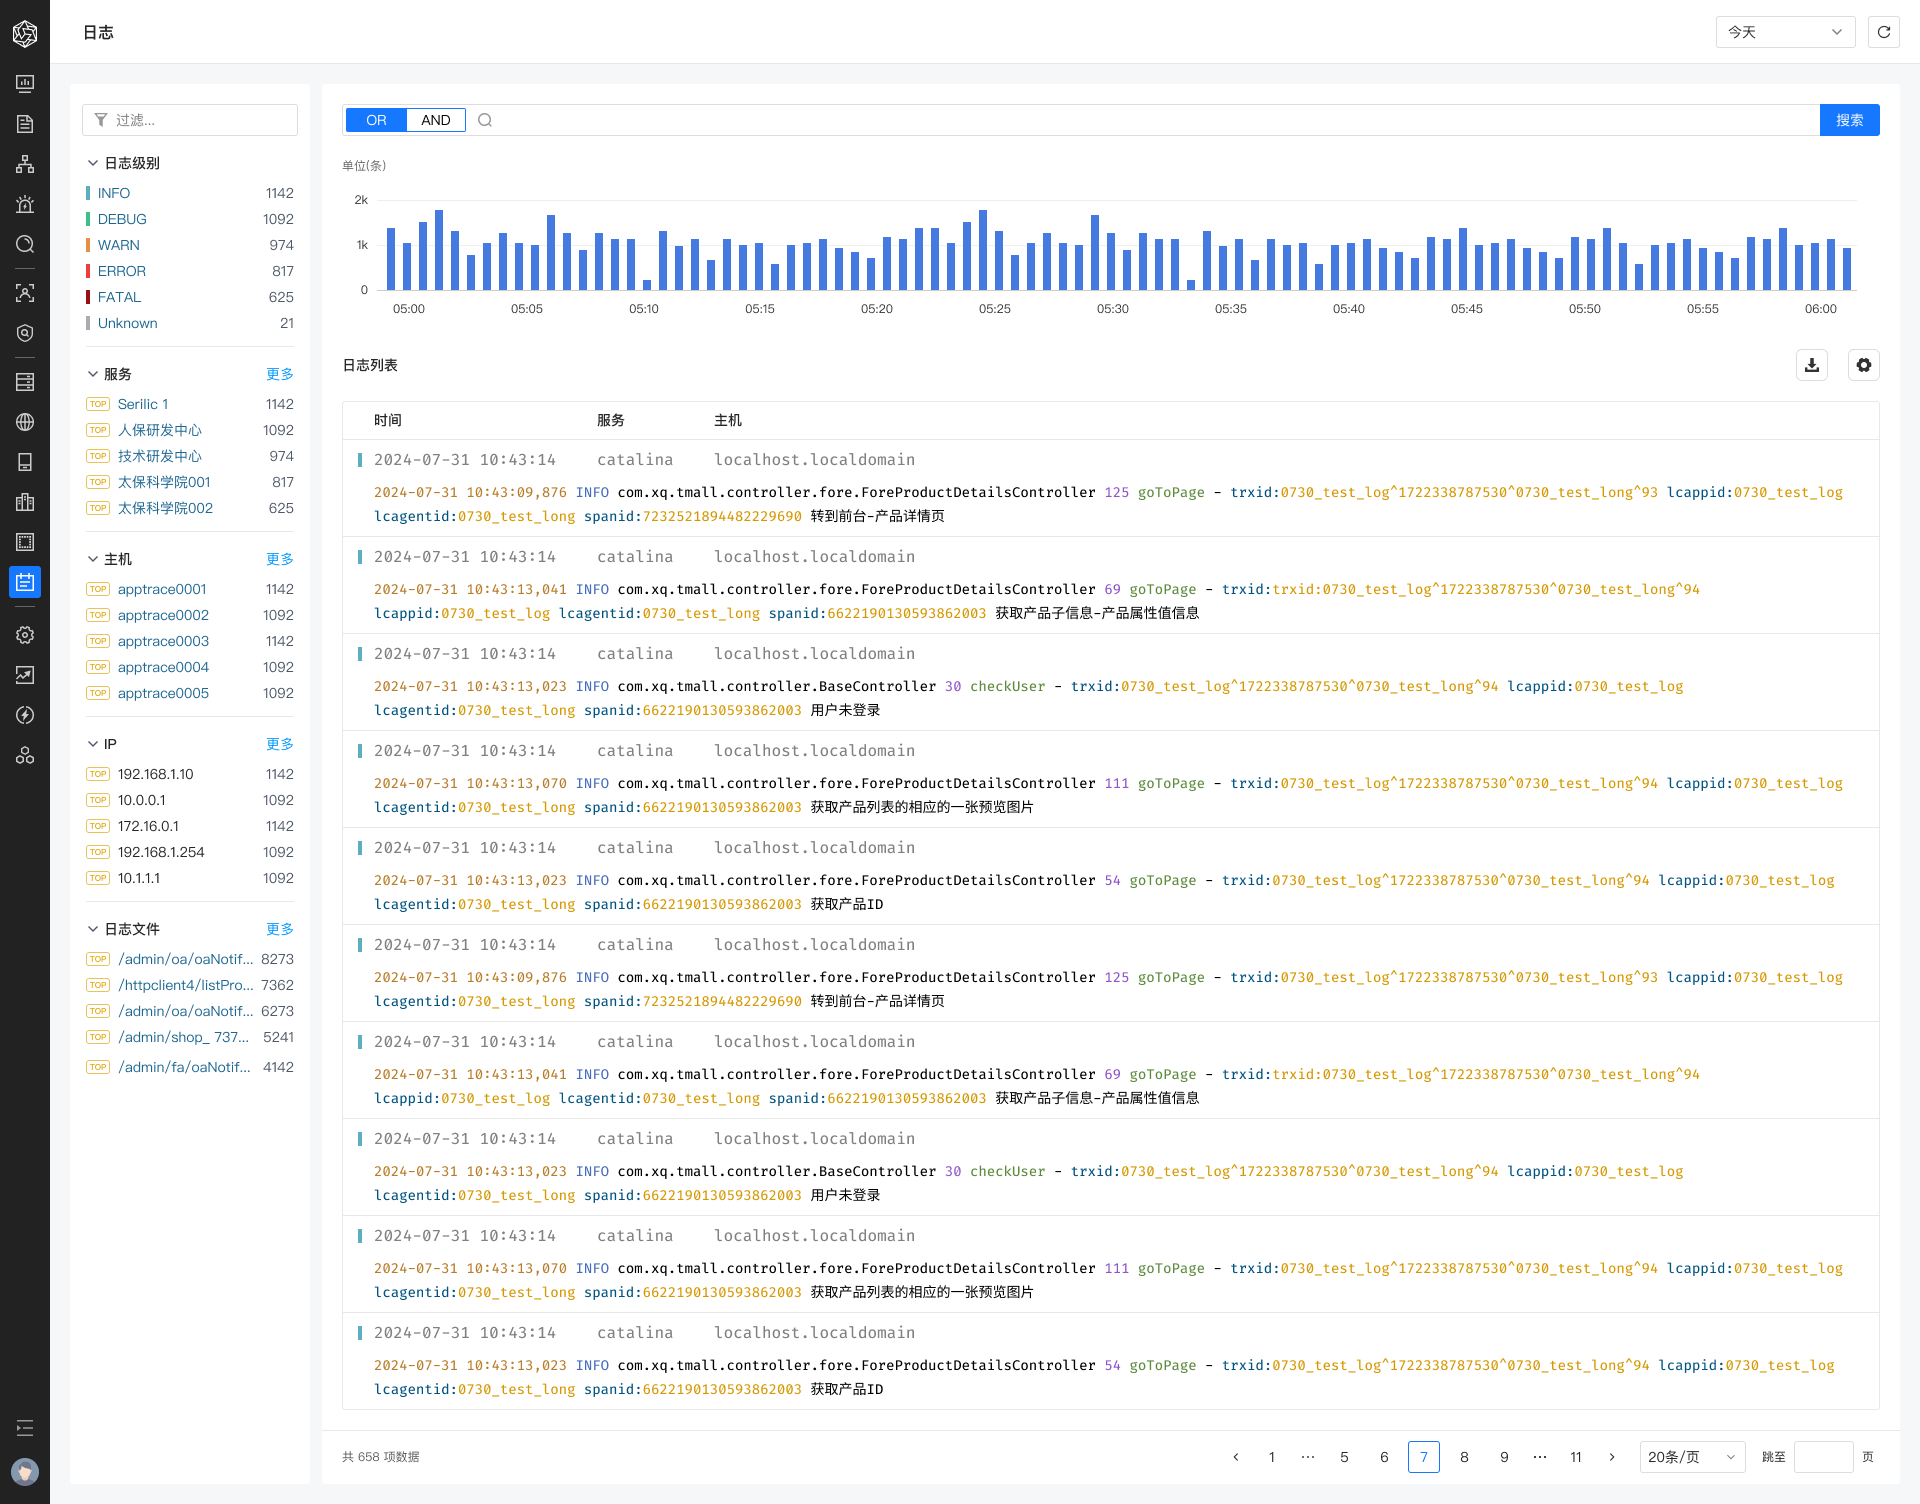 日志
今天
过滤...
日志级别
INFO 1142
DEBUG 1092
WARN 974
ERROR 817
FATAL 625
Unknown 21
服务 更多
TOP Serilic 1 1142
TOP 人保研发中心 1092
TOP 技术研发中心 974
TOP 太保科学院001 817
TOP 太保科学院002 625
主机 更多
TOP apptrace0001 1142
TOP apptrace0002 1092
TOP apptrace0003 1142
TOP apptrace0004 1092
TOP apptrace0005 1092
IP 更多
TOP 192.168.1.10 1142
TOP 10.0.0.1 1092
TOP 172.16.0.1 1142
TOP 192.168.1.254 1092
TOP 10.1.1.1 1092
日志文件 更多
TOP /admin/oa/oaNotif... 8273
TOP /httpclient4/listPro... 7362
TOP /admin/oa/oaNotif... 6273
TOP /admin/shop_ 737... 5241
TOP /admin/fa/oaNotif... 4142
OR AND 搜索
单位(条)
2k
1k
0
05:00 05:05 05:10 05:15 05:20 05:25 05:30 05:35 05:40 05:45 05:50 05:55 06:00
日志列表
时间 服务 主机
2024-07-31 10:43:14 catalina localhost.localdomain
2024-07-31 10:43:09,876 INFO com.xq.tmall.controller.fore.ForeProductDetailsController 125 goToPage - trxid:0730_test_log^1722338787530^0730_test_long^93 lcappid:0730_test_log
lcagentid:0730_test_long spanid:7232521894482229690 转到前台-产品详情页
2024-07-31 10:43:14 catalina localhost.localdomain
2024-07-31 10:43:13,041 INFO com.xq.tmall.controller.fore.ForeProductDetailsController 69 goToPage - trxid:trxid:0730_test_log^1722338787530^0730_test_long^94
lcappid:0730_test_log lcagentid:0730_test_long spanid:6622190130593862003 获取产品子信息-产品属性值信息
2024-07-31 10:43:14 catalina localhost.localdomain
2024-07-31 10:43:13,023 INFO com.xq.tmall.controller.BaseController 30 checkUser - trxid:0730_test_log^1722338787530^0730_test_long^94 lcappid:0730_test_log
lcagentid:0730_test_long spanid:6622190130593862003 用户未登录
2024-07-31 10:43:14 catalina localhost.localdomain
2024-07-31 10:43:13,070 INFO com.xq.tmall.controller.fore.ForeProductDetailsController 111 goToPage - trxid:0730_test_log^1722338787530^0730_test_long^94 lcappid:0730_test_log
lcagentid:0730_test_long spanid:6622190130593862003 获取产品列表的相应的一张预览图片
2024-07-31 10:43:14 catalina localhost.localdomain
2024-07-31 10:43:13,023 INFO com.xq.tmall.controller.fore.ForeProductDetailsController 54 goToPage - trxid:0730_test_log^1722338787530^0730_test_long^94 lcappid:0730_test_log
lcagentid:0730_test_long spanid:6622190130593862003 获取产品ID
2024-07-31 10:43:14 catalina localhost.localdomain
2024-07-31 10:43:09,876 INFO com.xq.tmall.controller.fore.ForeProductDetailsController 125 goToPage - trxid:0730_test_log^1722338787530^0730_test_long^93 lcappid:0730_test_log
lcagentid:0730_test_long spanid:7232521894482229690 转到前台-产品详情页
2024-07-31 10:43:14 catalina localhost.localdomain
2024-07-31 10:43:13,041 INFO com.xq.tmall.controller.fore.ForeProductDetailsController 69 goToPage - trxid:trxid:0730_test_log^1722338787530^0730_test_long^94
lcappid:0730_test_log lcagentid:0730_test_long spanid:6622190130593862003 获取产品子信息-产品属性值信息
2024-07-31 10:43:14 catalina localhost.localdomain
2024-07-31 10:43:13,023 INFO com.xq.tmall.controller.BaseController 30 checkUser - trxid:0730_test_log^1722338787530^0730_test_long^94 lcappid:0730_test_log
lcagentid:0730_test_long spanid:6622190130593862003 用户未登录
2024-07-31 10:43:14 catalina localhost.localdomain
2024-07-31 10:43:13,070 INFO com.xq.tmall.controller.fore.ForeProductDetailsController 111 goToPage - trxid:0730_test_log^1722338787530^0730_test_long^94 lcappid:0730_test_log
lcagentid:0730_test_long spanid:6622190130593862003 获取产品列表的相应的一张预览图片
2024-07-31 10:43:14 catalina localhost.localdomain
2024-07-31 10:43:13,023 INFO com.xq.tmall.controller.fore.ForeProductDetailsController 54 goToPage - trxid:0730_test_log^1722338787530^0730_test_long^94 lcappid:0730_test_log
lcagentid:0730_test_long spanid:6622190130593862003 获取产品ID
共 658 项数据 1 ··· 5 6 7 8 9 ··· 11 20条/页 跳至 页